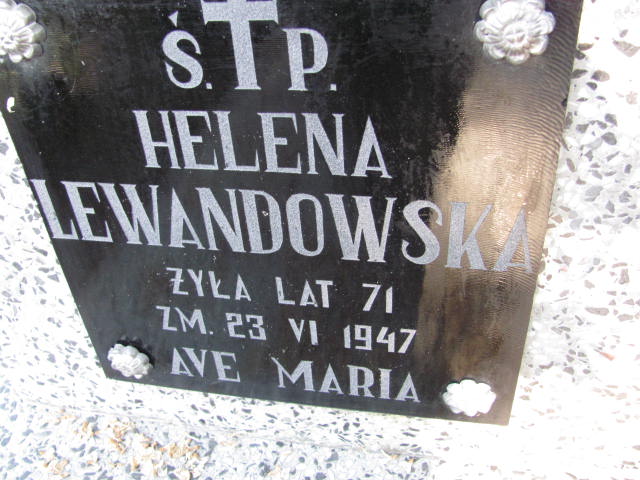 Ś. P.
HELENA
LEWANDOWSKA
ŻYŁA LAT 71
ZM. 23 VI 1947
AVE MARIA